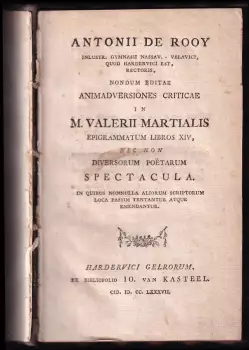 ANTONII DE ROOY
INLUSTR. GYMNASII NASSAV. - VELAVICI,
QUOD HARDERVICI EST,
RECTORIS,
NONDUM EDITAE
ANIMADVERSIONES CRITICAE
IN
M. VALERII MARTIALIS
EPIGRAMMATUM LIBROS XIV,
NEC NON
DIVERSORUM POËTARUM
SPECTACULA.
IN QUIBUS NONNULLA ALIORUM SCRIPTORUM
LOCA PASSIM TENTANTUR ATQUE
EMENDANTUR.
HARDERVICI GELRORUM,
EX BIBLIOPOLIO IO. VAN KASTEEL.
CIƆ. IƆ. CC. LXXXVII.